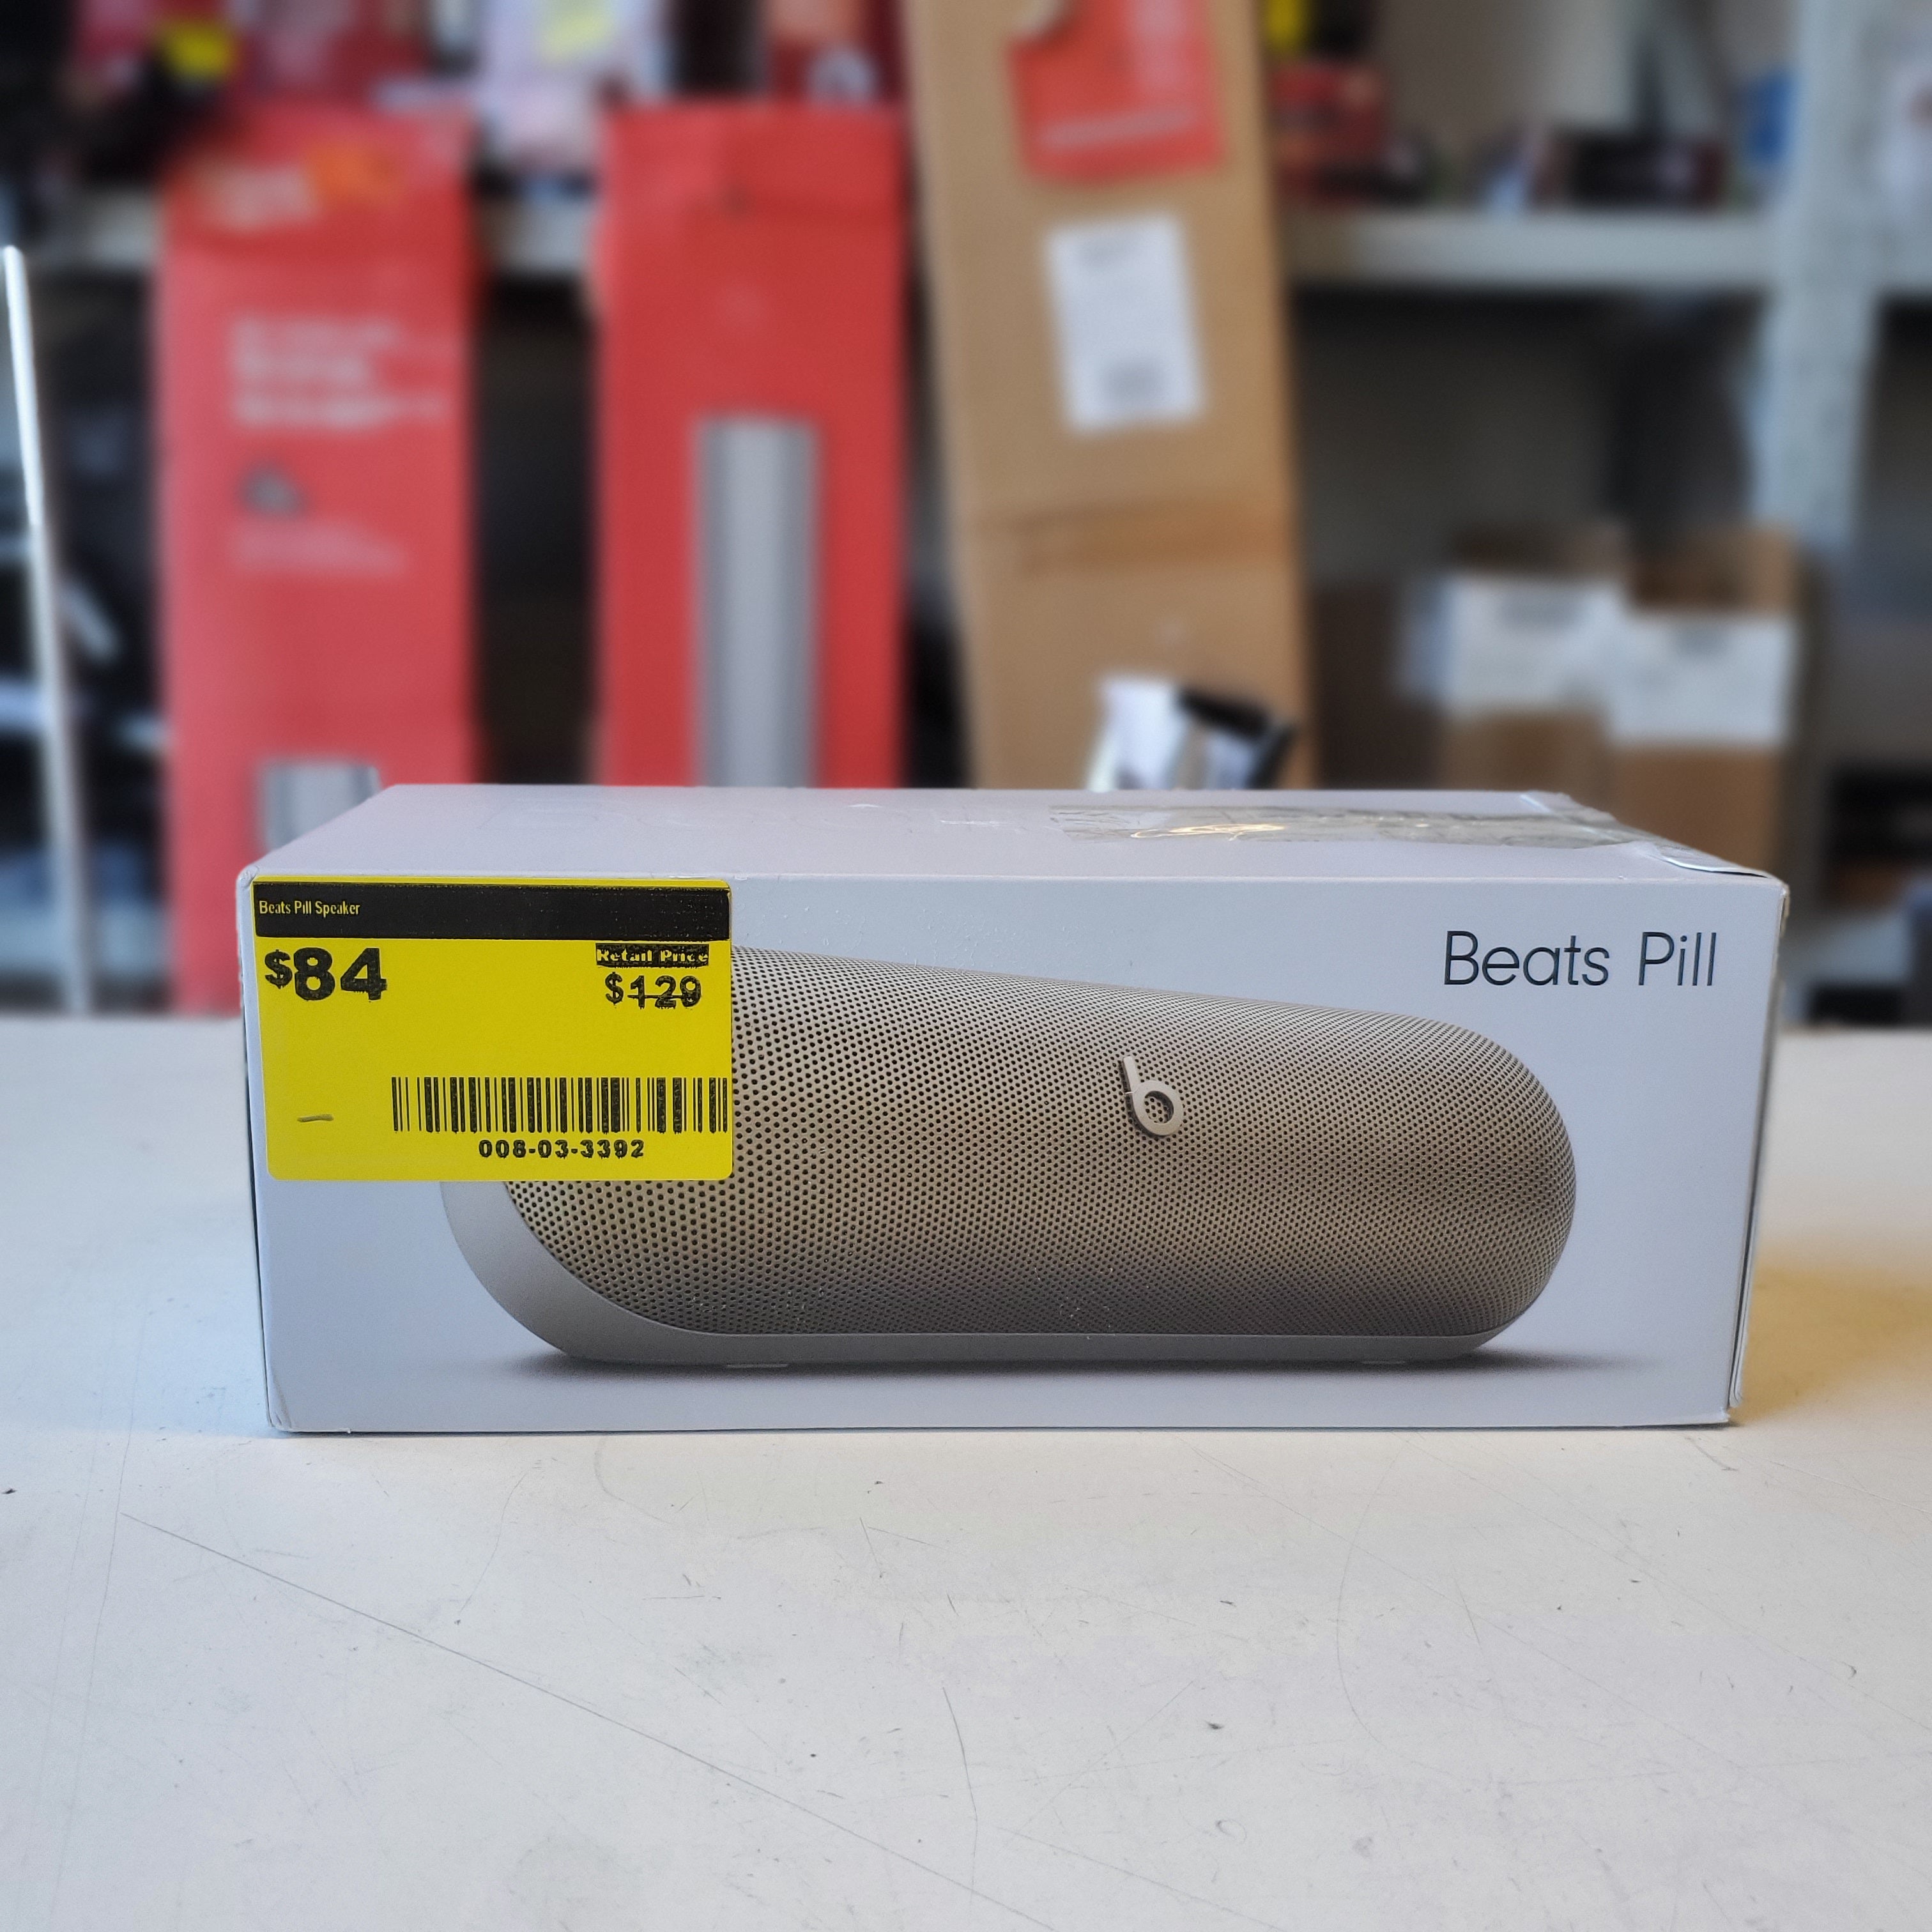 Beats Pill Speaker
$84
Retail Price
$129
008-03-3392
Beats Pill
b